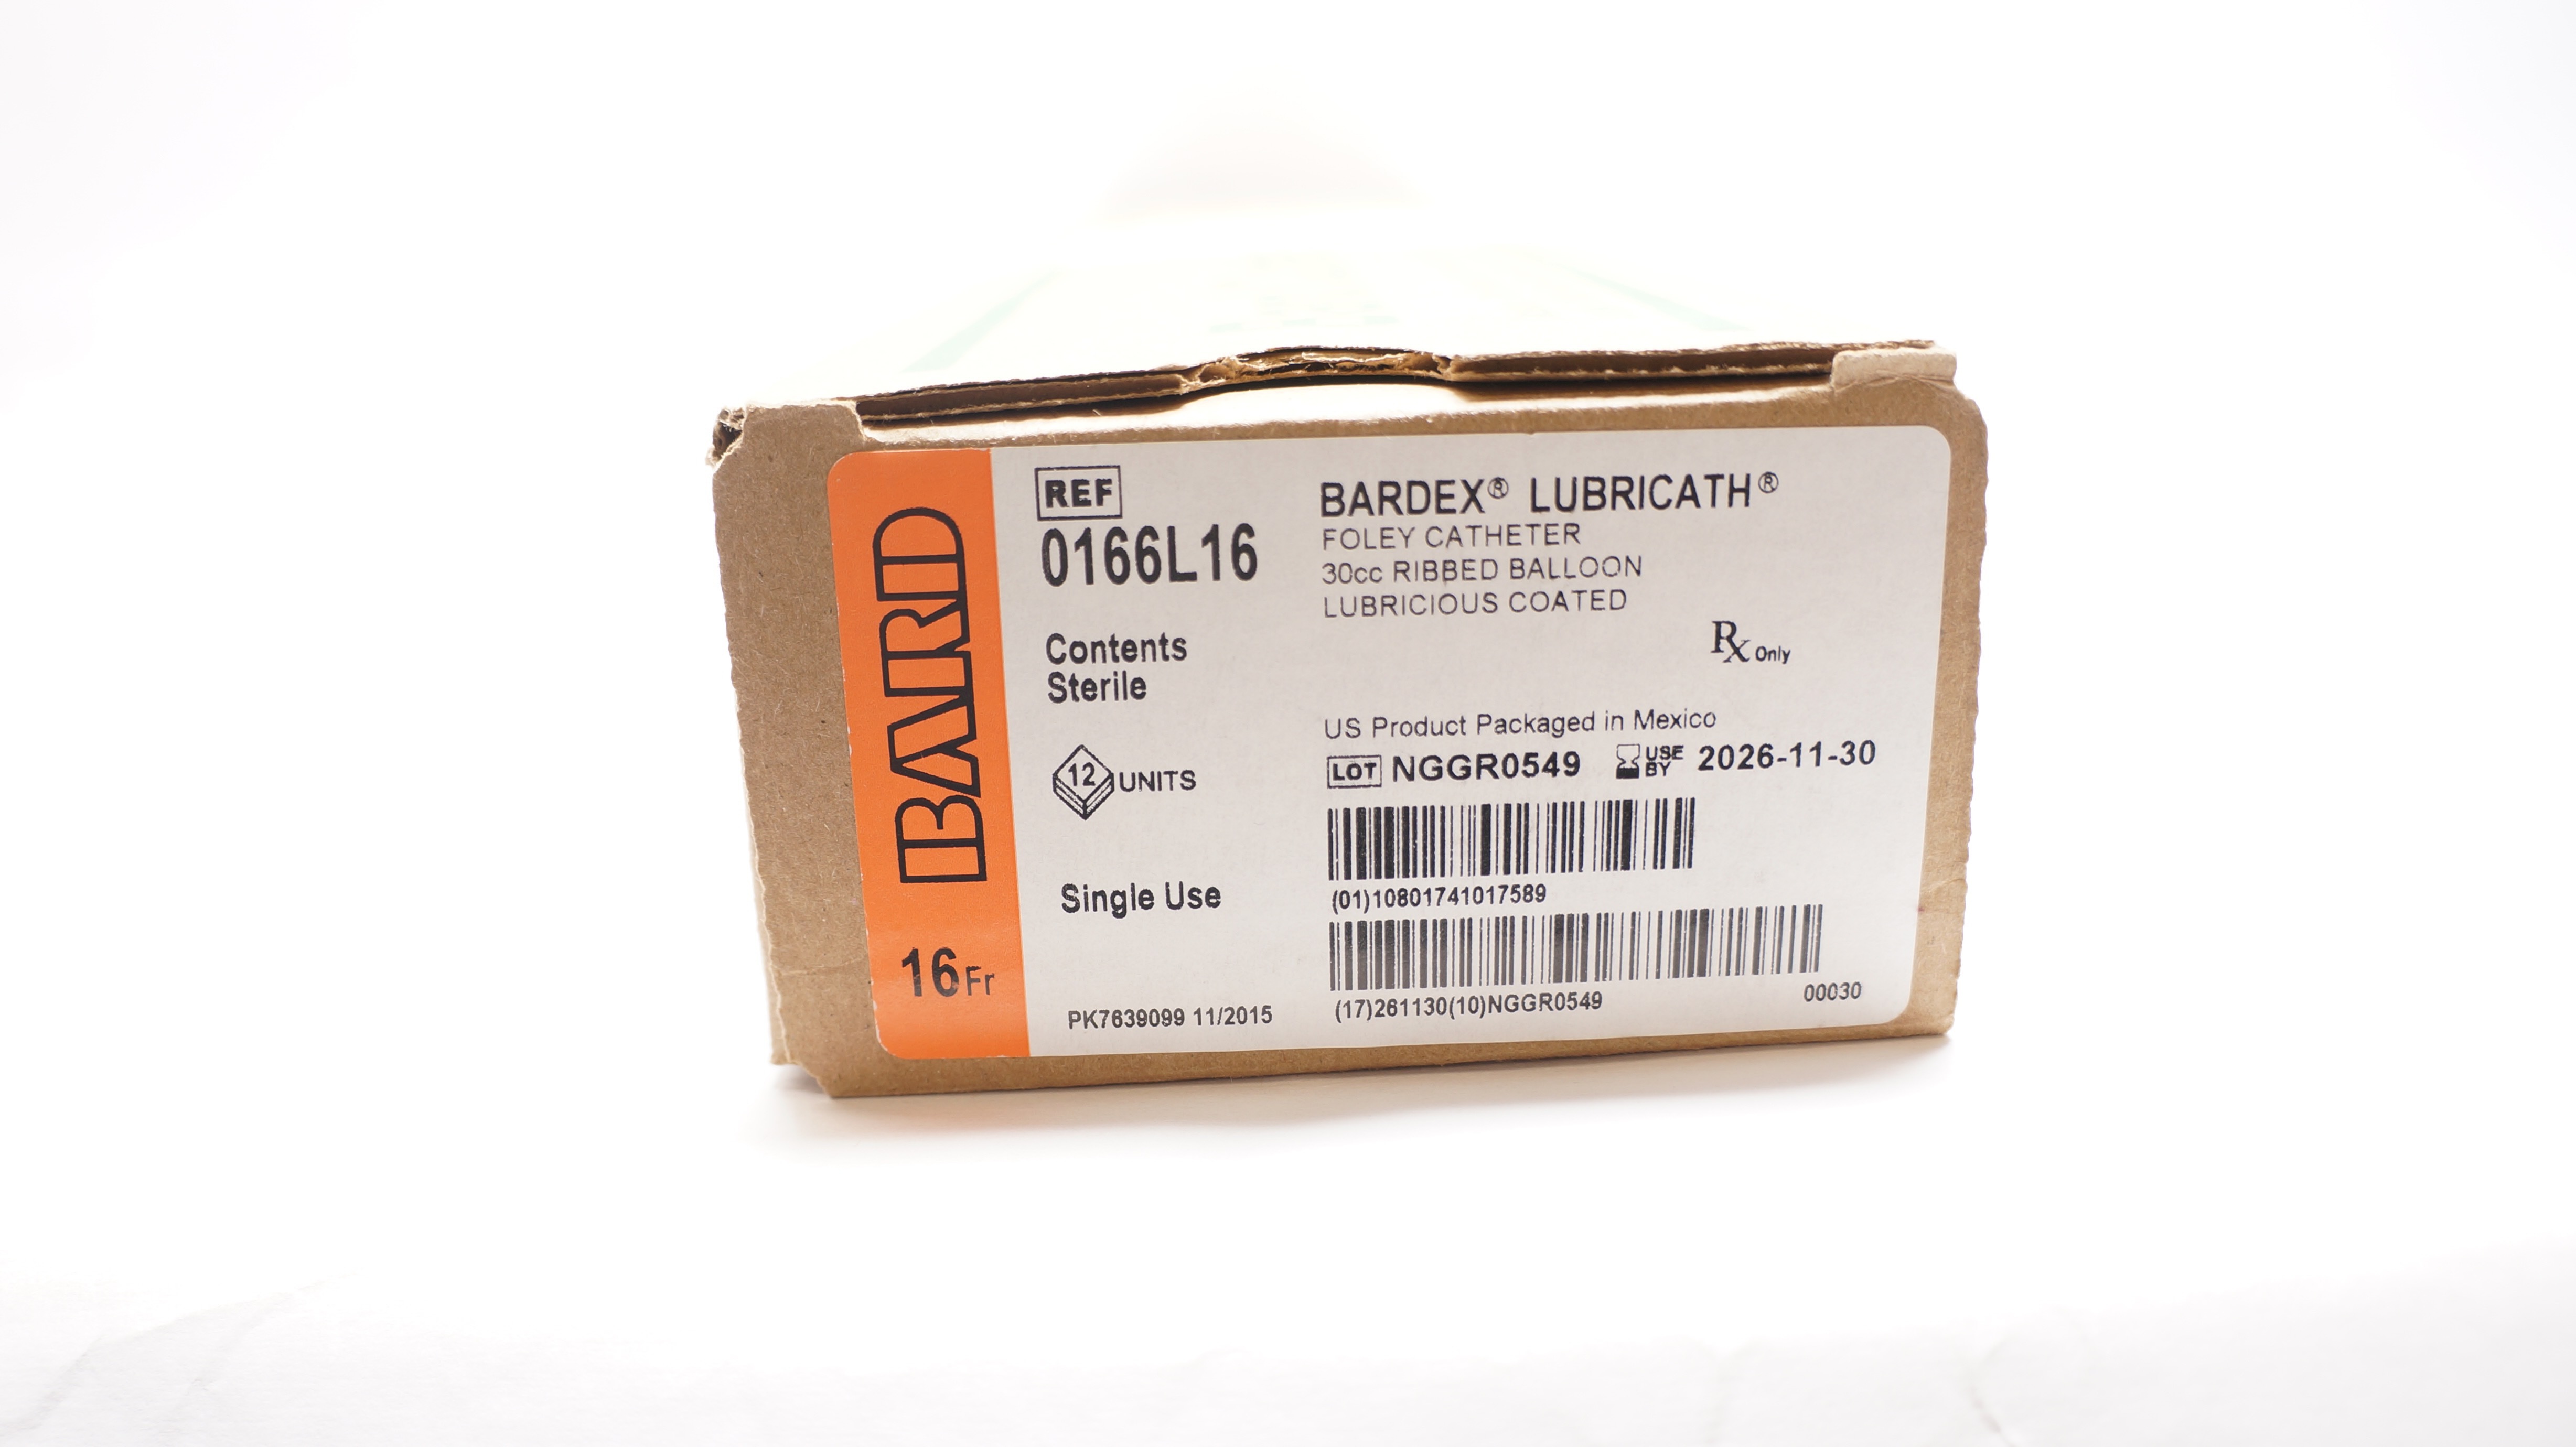 BARD
16 Fr
REF
0166L16
Contents
Sterile
12 UNITS
Single Use
PK7639099 11/2015
BARDEX® LUBRICATH®
FOLEY CATHETER
30cc RIBBED BALLOON
LUBRICIOUS COATED
Rx Only
US Product Packaged in Mexico
LOT NGGR0549 USE BY 2026-11-30
(01)10801741017589
(17)261130(10)NGGR0549
00030